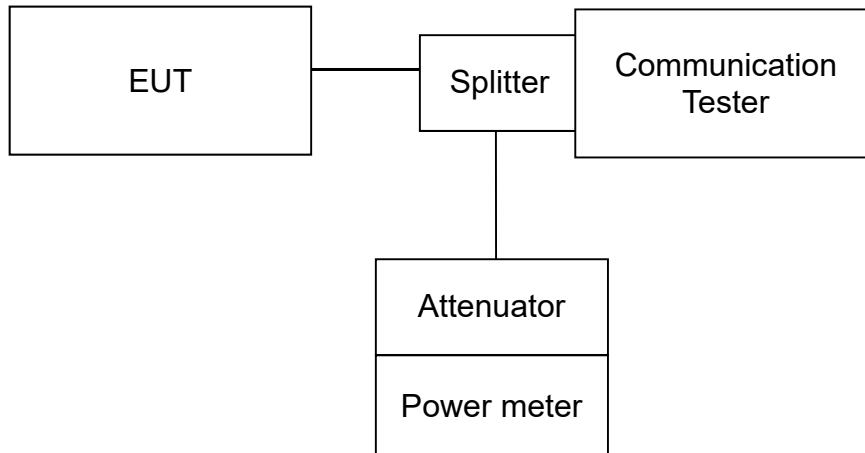 EUT
Splitter
Communication
Tester
Attenuator
Power meter